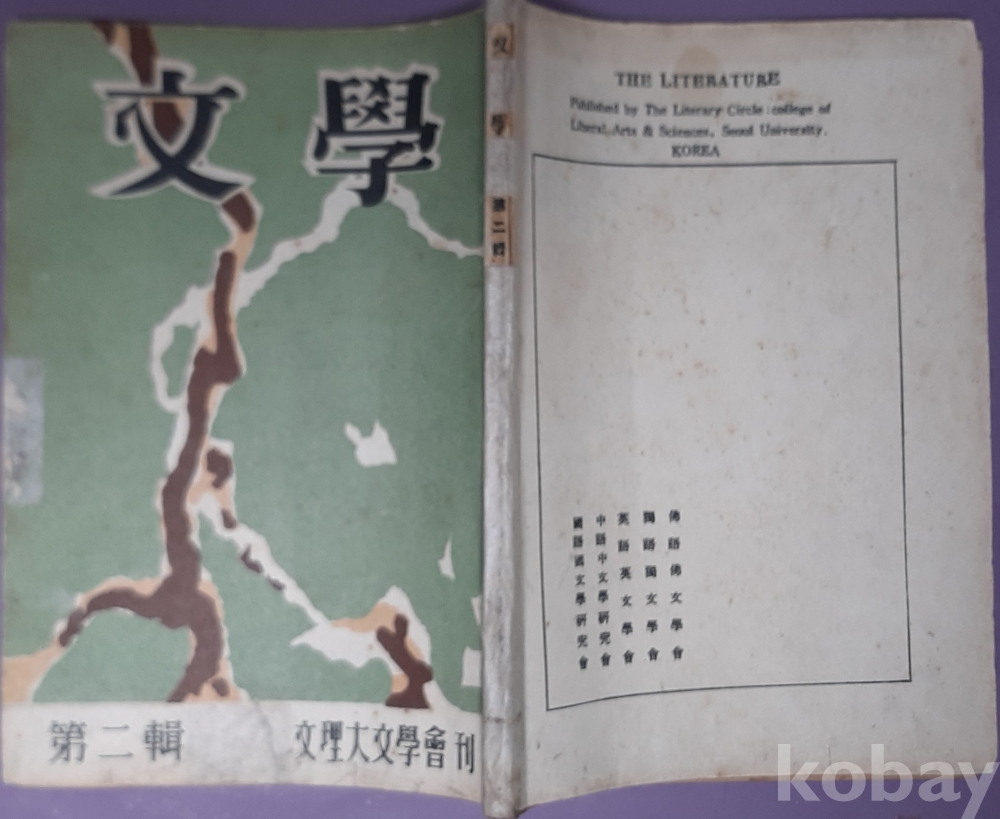 文學
第二輯
文理大文學會刊
文學 第二輯
THE LITERATURE
Published by The Literary Circle : college of
Liberal Arts & Sciences, Seoul University.
KOREA
佛語佛文學會
獨語獨文學會
英語英文學會
中語中文學研究會
國語國文學研究會
kobay